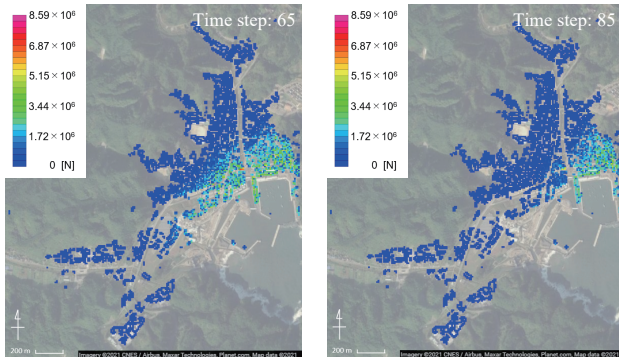 Time step: 65
8.59×10⁶
6.87×10⁶
5.15×10⁶
3.44×10⁶
1.72×10⁶
0 [N]
200 m
Imagery ©2021 CNES / Airbus, Maxar Technologies, Planet.com, Map data ©2021
Time step: 85
8.59×10⁶
6.87×10⁶
5.15×10⁶
3.44×10⁶
1.72×10⁶
0 [N]
200 m
Imagery ©2021 CNES / Airbus, Maxar Technologies, Planet.com, Map data ©2021